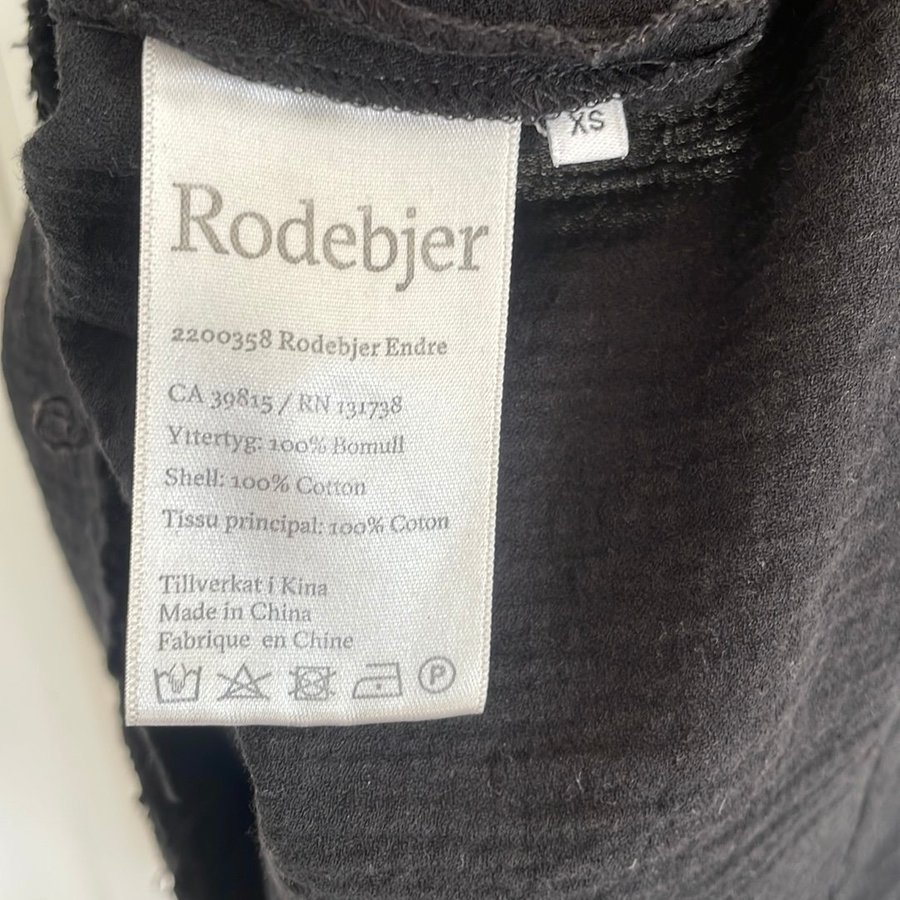 XS
Rodebjer
2200358 Rodebjer Endre
CA 39815 / RN 131738
Yttertyg: 100% Bomull
Shell: 100% Cotton
Tissu principal: 100% Coton
Tillverkat i Kina
Made in China
Fabrique en Chine
P